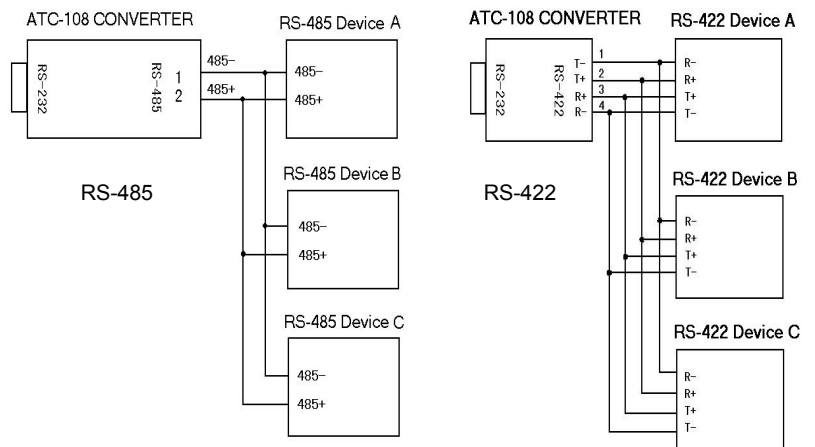 ATC-108 CONVERTER
RS-232
RS-485
1
2
485-
485+
RS-485 Device A
485-
485+
RS-485
RS-485 Device B
485-
485+
RS-485 Device C
485-
485+
ATC-108 CONVERTER
RS-232
RS-422
T-
T+
R+
R-
1
2
3
4
RS-422 Device A
R-
R+
T+
T-
RS-422
RS-422 Device B
R-
R+
T+
T-
RS-422 Device C
R-
R+
T+
T-